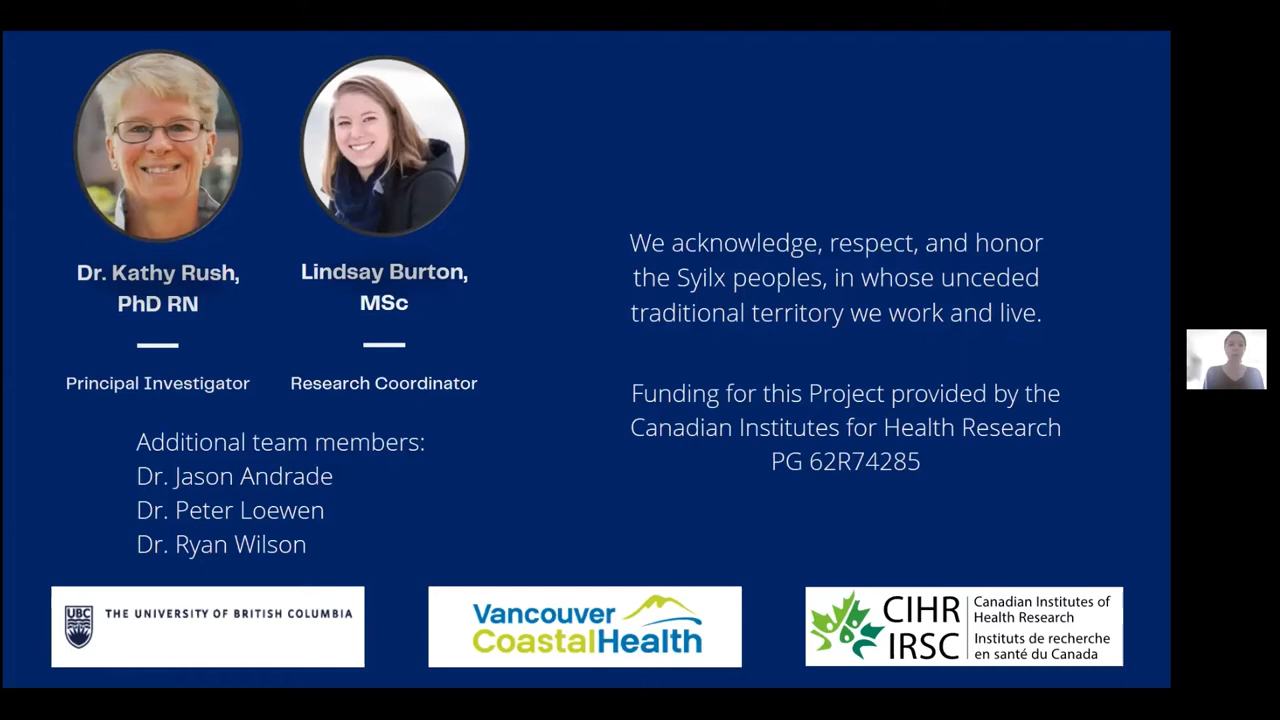 Dr. Kathy Rush,
PhD RN
Principal Investigator
Lindsay Burton,
MSc
Research Coordinator
Additional team members:
Dr. Jason Andrade
Dr. Peter Loewen
Dr. Ryan Wilson
We acknowledge, respect, and honor
the Syilx peoples, in whose unceded
traditional territory we work and live.
Funding for this Project provided by the
Canadian Institutes for Health Research
PG 62R74285
UBC
THE UNIVERSITY OF BRITISH COLUMBIA
Vancouver
CoastalHealth
CIHR
IRSC
Canadian Institutes of
Health Research
Instituts de recherche
en santé du Canada